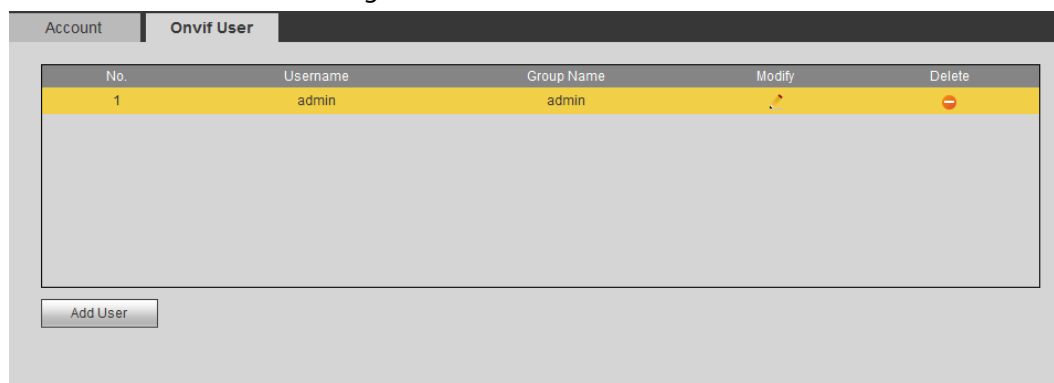 Account Onvif User
No. Username Group Name Modify Delete
1 admin admin
Add User